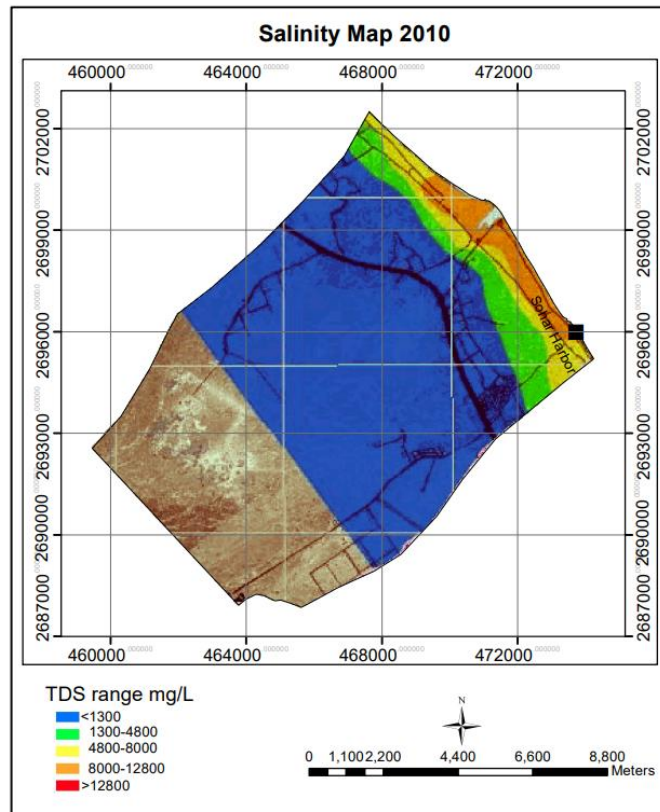 Salinity Map 2010
460000 464000 468000 472000
2702000 2702000
2699000 2699000
2696000 2696000
Sohar Harbor
2693000 2693000
2690000 2690000
2687000 2687000
460000 464000 468000 472000
TDS range mg/L
<1300
1300-4800
4800-8000
8000-12800
>12800
N
0 1,100 2,200 4,400 6,600 8,800
Meters